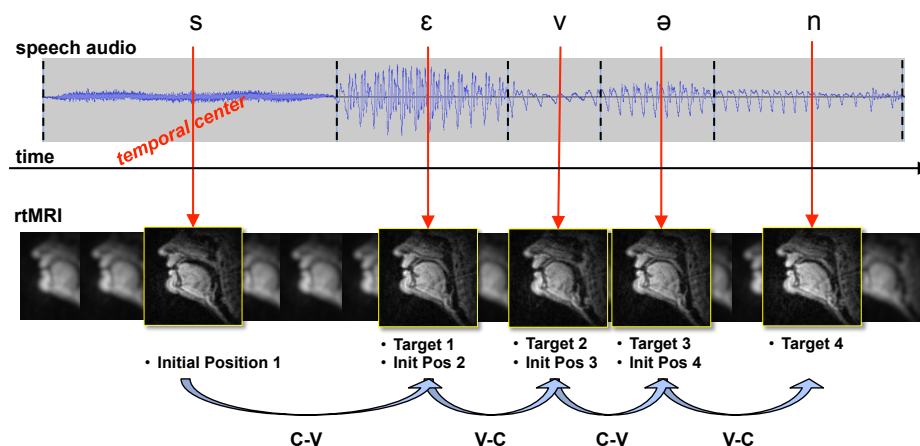 s ɛ v ə n
speech audio
temporal center
time
rtMRI
• Initial Position 1
• Target 1
• Init Pos 2
• Target 2
• Init Pos 3
• Target 3
• Init Pos 4
• Target 4
C-V V-C C-V V-C